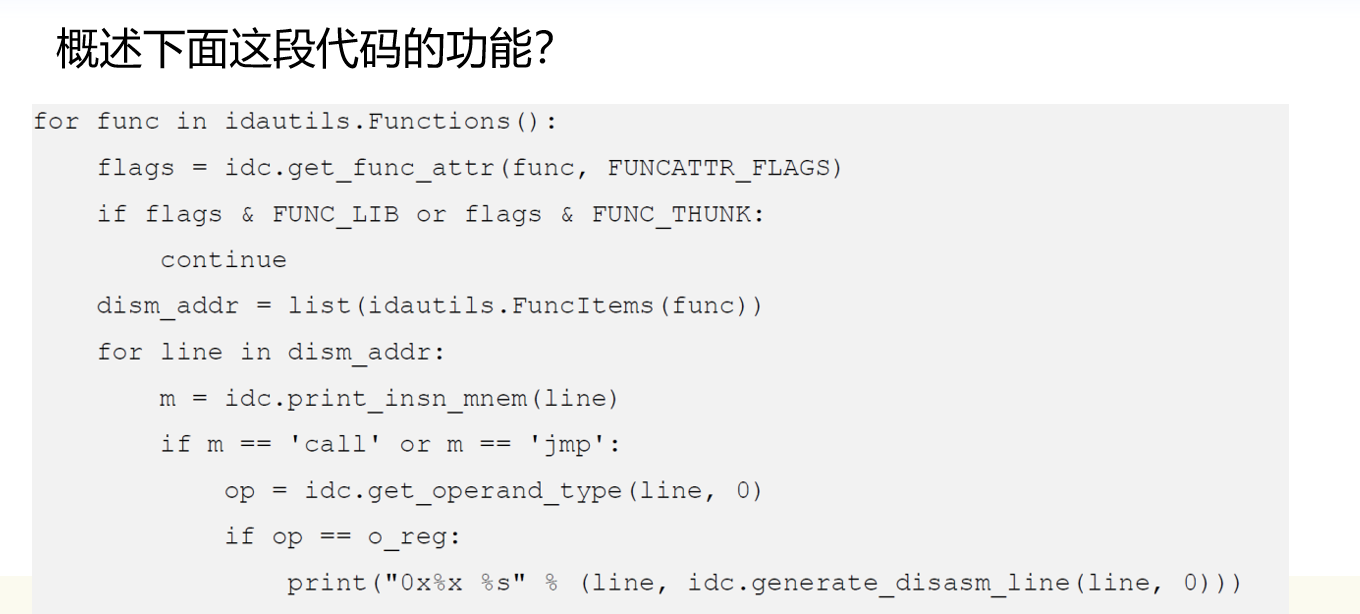 概述下面这段代码的功能?
for func in idautils.Functions():
    flags = idc.get_func_attr(func, FUNCATTR_FLAGS)
    if flags & FUNC_LIB or flags & FUNC_THUNK:
        continue
    dism_addr = list(idautils.FuncItems(func))
    for line in dism_addr:
        m = idc.print_insn_mnem(line)
        if m == 'call' or m == 'jmp':
            op = idc.get_operand_type(line, 0)
            if op == o_reg:
                print("0x%x %s" % (line, idc.generate_disasm_line(line, 0)))